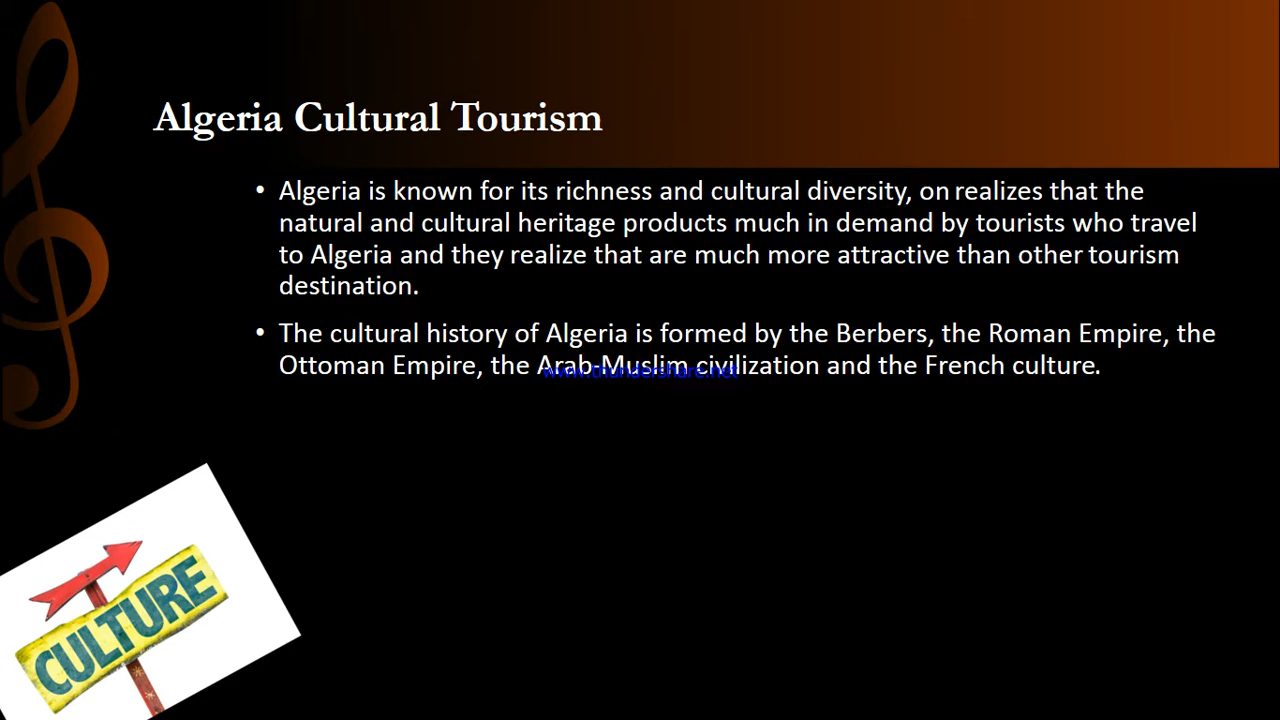 Algeria Cultural Tourism
• Algeria is known for its richness and cultural diversity, on realizes that the
natural and cultural heritage products much in demand by tourists who travel
to Algeria and they realize that are much more attractive than other tourism
destination.
• The cultural history of Algeria is formed by the Berbers, the Roman Empire, the
Ottoman Empire, the Arab-Muslim civilization and the French culture.
www.thundershare.net
CULTURE